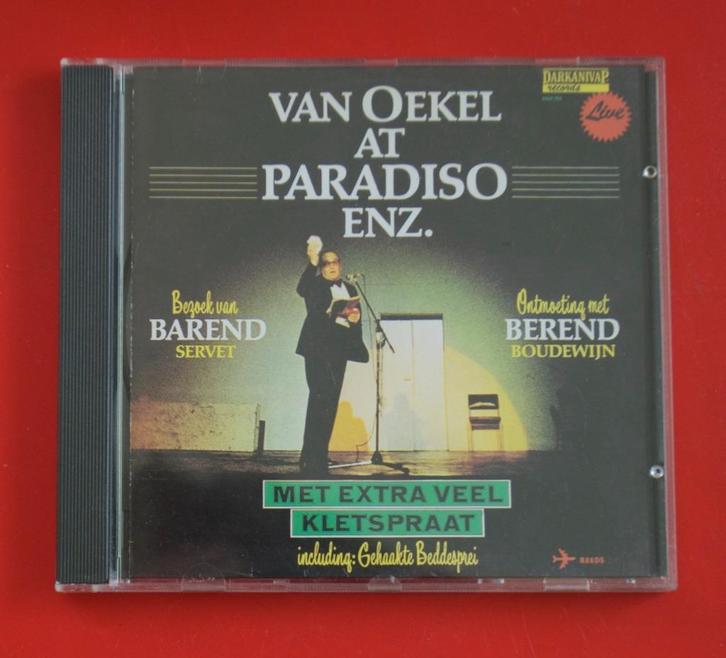 DARKANIVAP
records
Live
VAN OEKEL
AT
PARADISO
ENZ.
Bezoek van
BAREND
SERVET
Ontmoeting met
BEREND
BOUDEWIJN
MET EXTRA VEEL
KLETSPRAAT
including: Gehaakte Beddesprei
READS